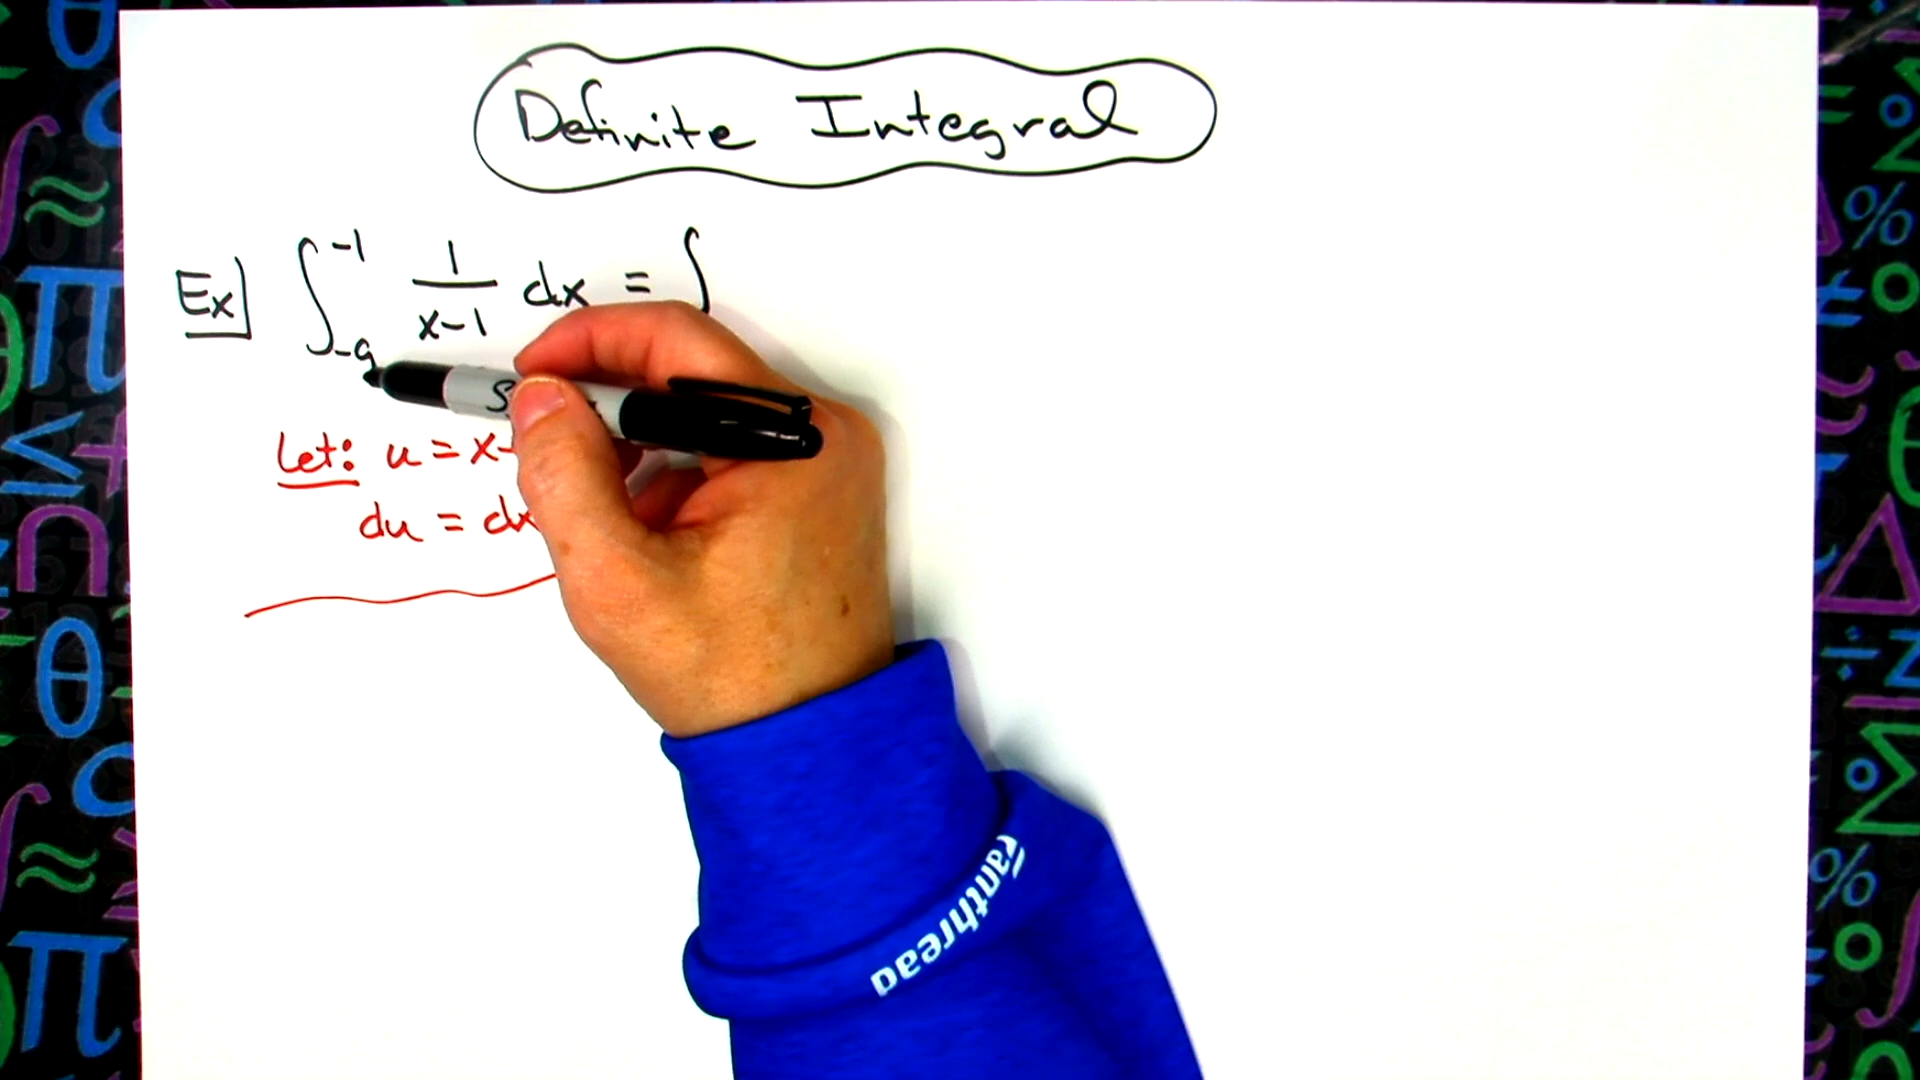 Definite Integral
Ex] ∫_{-9}^{-1} 1/(x-1) dx = ∫
Let: u = x-
du = dx
Fanthread